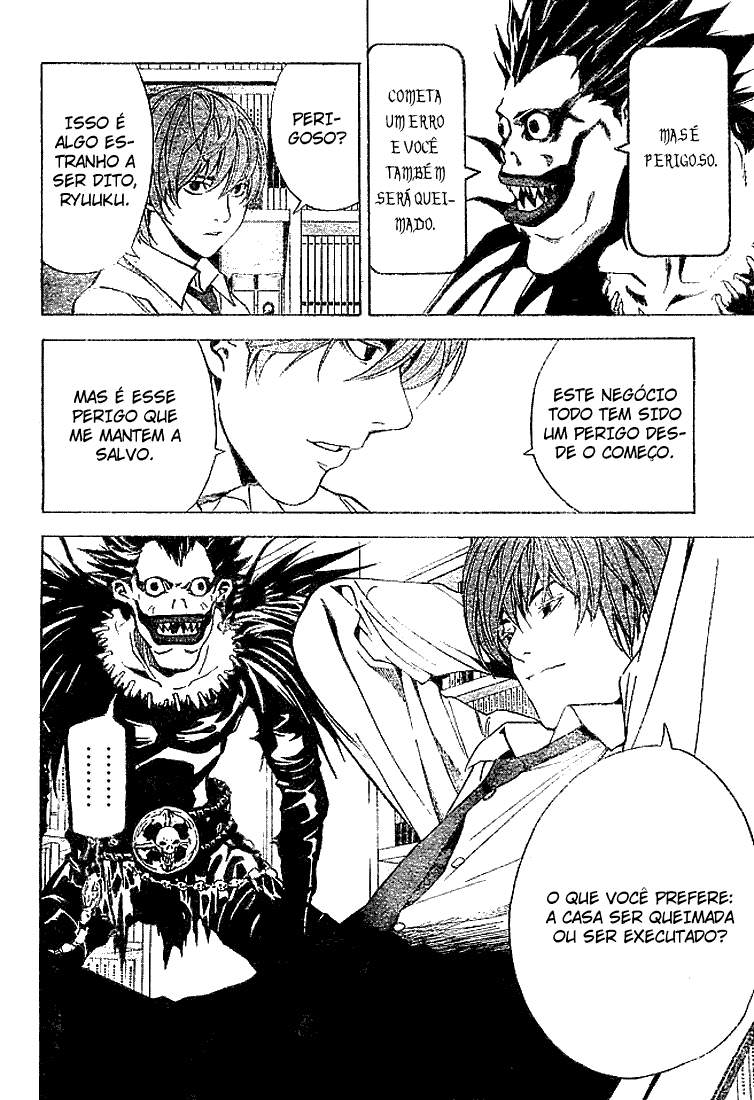 MAS É
PERIGOSO.
COMETA
UM ERRO
E VOCÊ
TAMBÉM
SERÁ QUEI-
MADO.
PERI-
GOSO?
ISSO É
ALGO ES-
TRANHO A
SER DITO,
RYUUKU.
ESTE NEGÓCIO
TODO TEM SIDO
UM PERIGO DES-
DE O COMEÇO.
MAS É ESSE
PERIGO QUE
ME MANTEM A
SALVO.
O QUE VOCÊ PREFERE:
A CASA SER QUEIMADA
OU SER EXECUTADO?
.......
.......